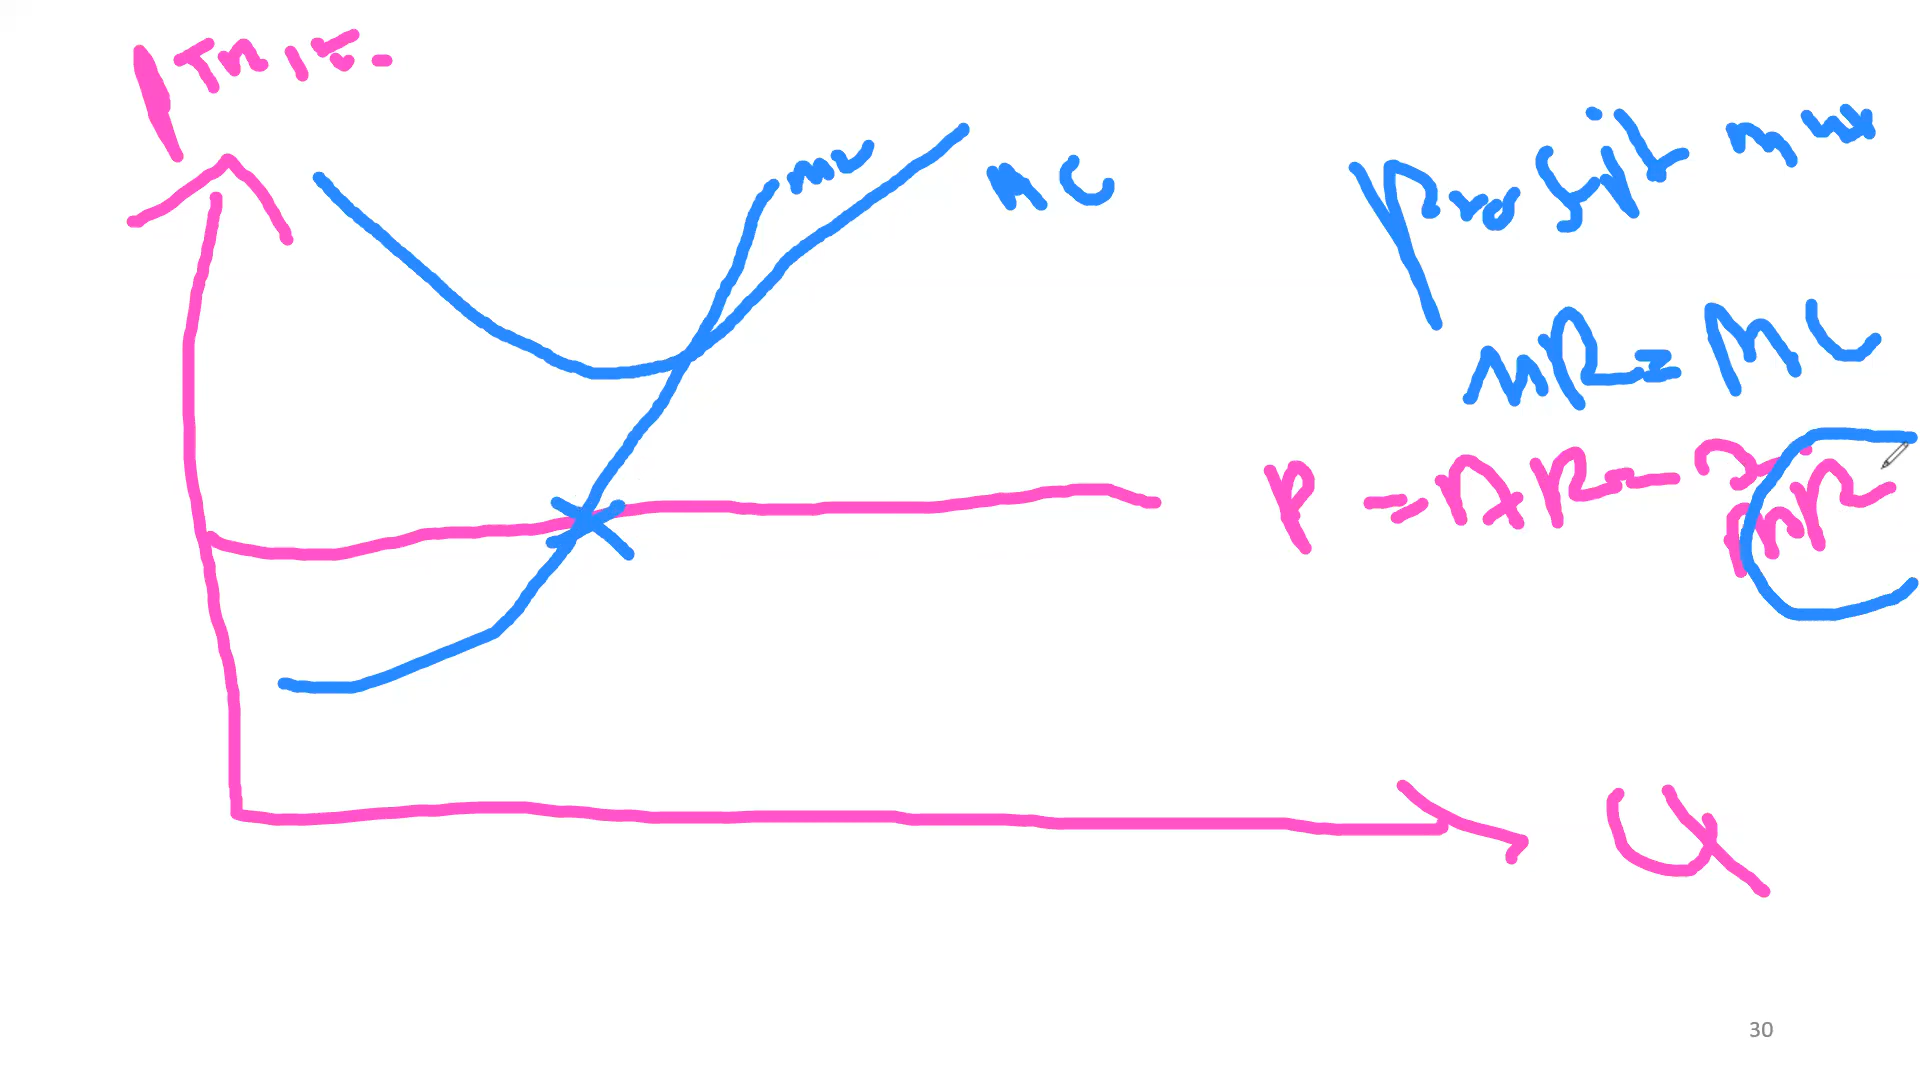 MC
AC
Profit max
MR = MC
P = AR = D = MR
Q
30